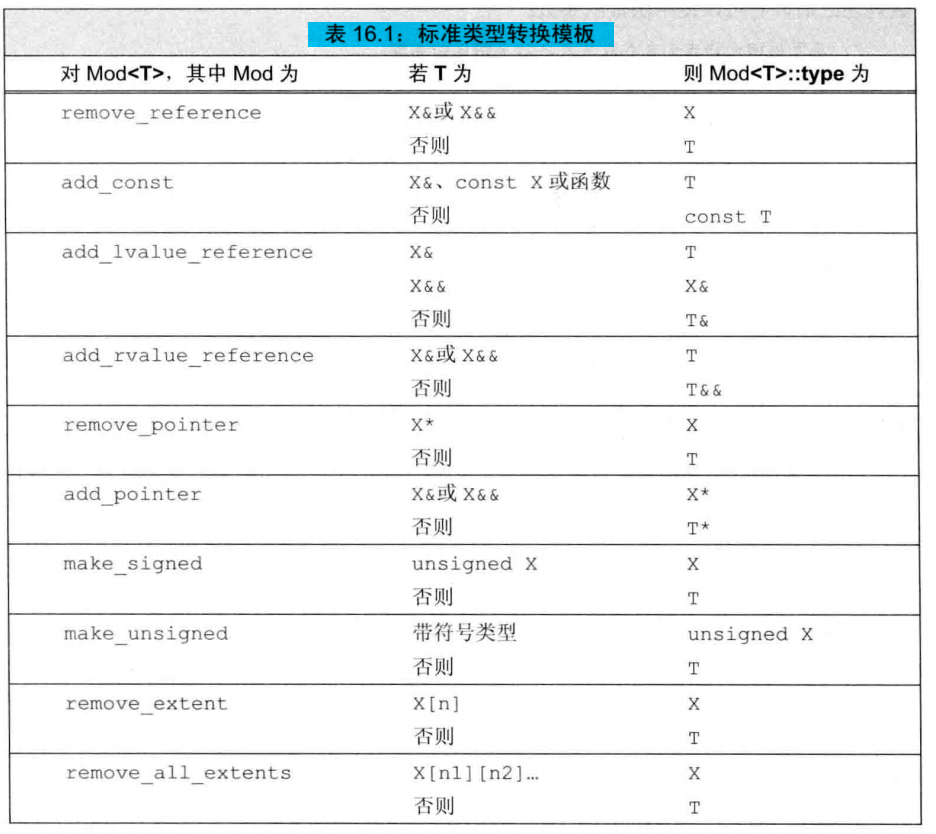 表 16.1：标准类型转换模板
对 Mod<T>，其中 Mod 为 若 T 为 则 Mod<T>::type 为
remove_reference X&或 X&& X
否则 T
add_const X&、const X 或函数 T
否则 const T
add_lvalue_reference X& T
X&& X&
否则 T&
add_rvalue_reference X&或 X&& T
否则 T&&
remove_pointer X* X
否则 T
add_pointer X&或 X&& X*
否则 T*
make_signed unsigned X X
否则 T
make_unsigned 带符号类型 unsigned X
否则 T
remove_extent X[n] X
否则 T
remove_all_extents X[n1][n2]… X
否则 T